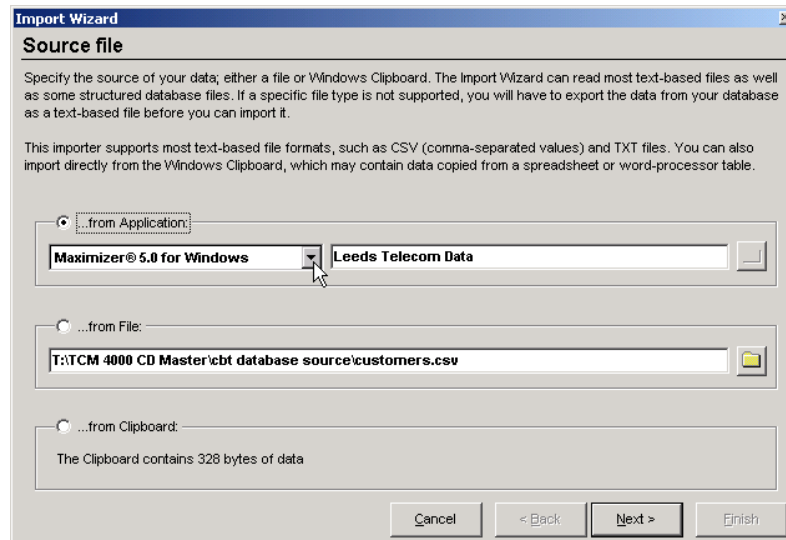 Import Wizard
Source file
Specify the source of your data; either a file or Windows Clipboard. The Import Wizard can read most text-based files as well
as some structured database files. If a specific file type is not supported, you will have to export the data from your database
as a text-based file before you can import it.
This importer supports most text-based file formats, such as CSV (comma-separated values) and TXT files. You can also
import directly from the Windows Clipboard, which may contain data copied from a spreadsheet or word-processor table.
...from Application:
Maximizer® 5.0 for Windows Leeds Telecom Data
...from File:
T:\TCM 4000 CD Master\cbt database source\customers.csv
...from Clipboard:
The Clipboard contains 328 bytes of data
Cancel < Back Next > Finish